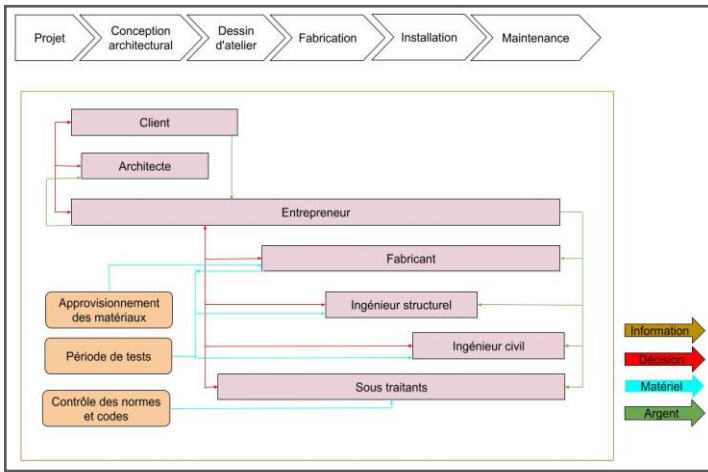 Projet
Conception
architectural
Dessin
d'atelier
Fabrication
Installation
Maintenance
Client
Architecte
Entrepreneur
Fabricant
Approvisionnement
des matériaux
Ingénieur structurel
Période de tests
Ingénieur civil
Sous traitants
Contrôle des normes
et codes
Information
Décision
Matériel
Argent